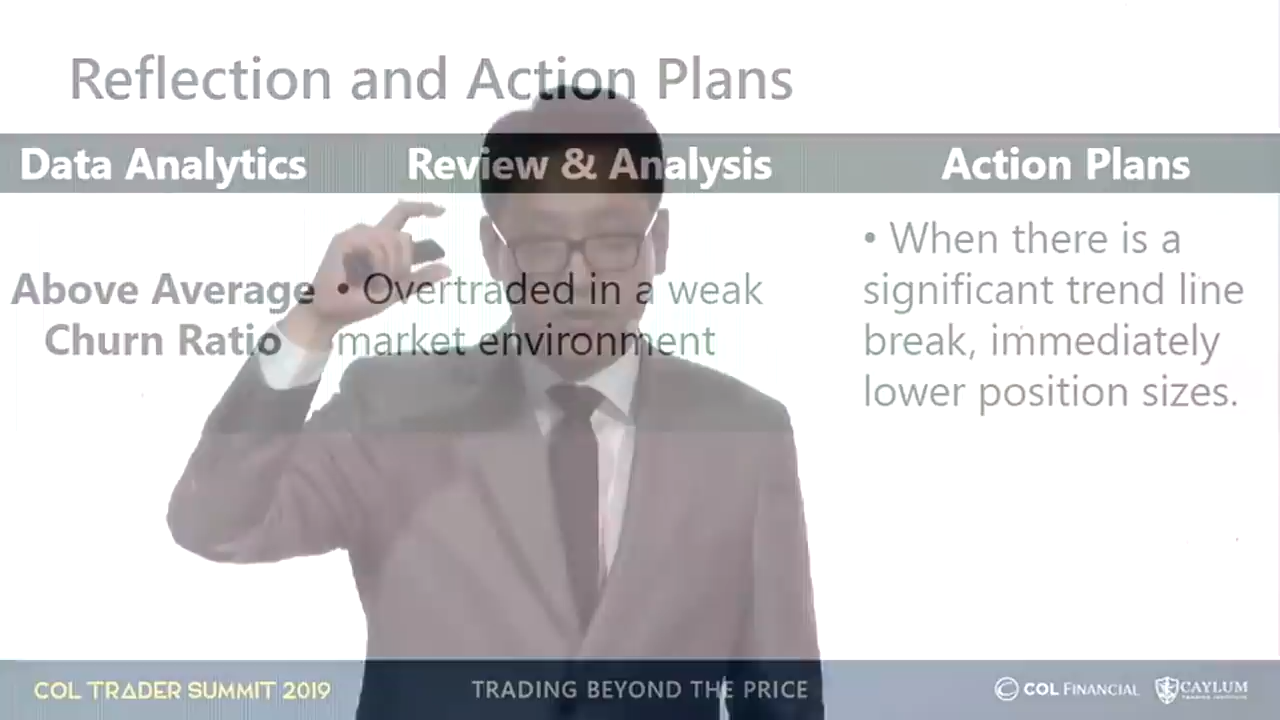 Reflection and Action Plans
Data Analytics
Review & Analysis
Action Plans
Above Average
Churn Ratio
• Overtraded in a weak
market environment
• When there is a
significant trend line
break, immediately
lower position sizes.
COL TRADER SUMMIT 2019
TRADING BEYOND THE PRICE
COL FINANCIAL
CAYLUM